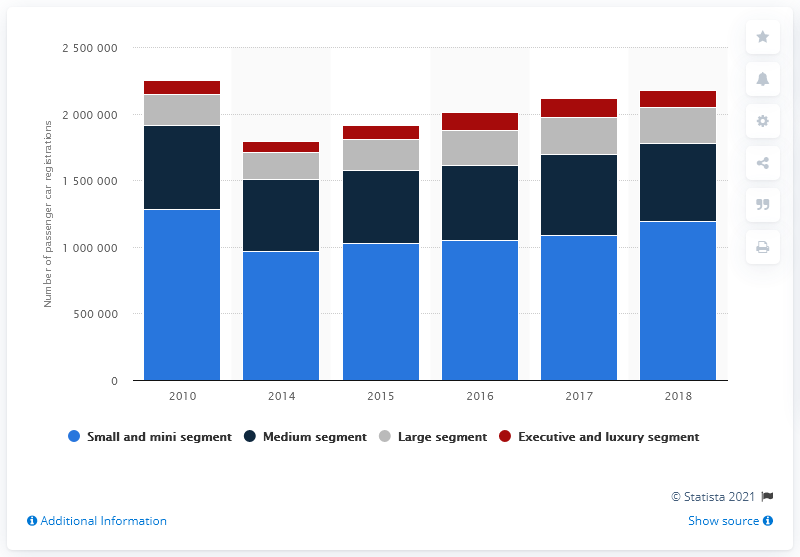 2 500 000
2 000 000
1 500 000
1 000 000
500 000
0
Number of passenger car registrations
2010 2014 2015 2016 2017 2018
Small and mini segment Medium segment Large segment Executive and luxury segment
© Statista 2021
Additional Information Show source